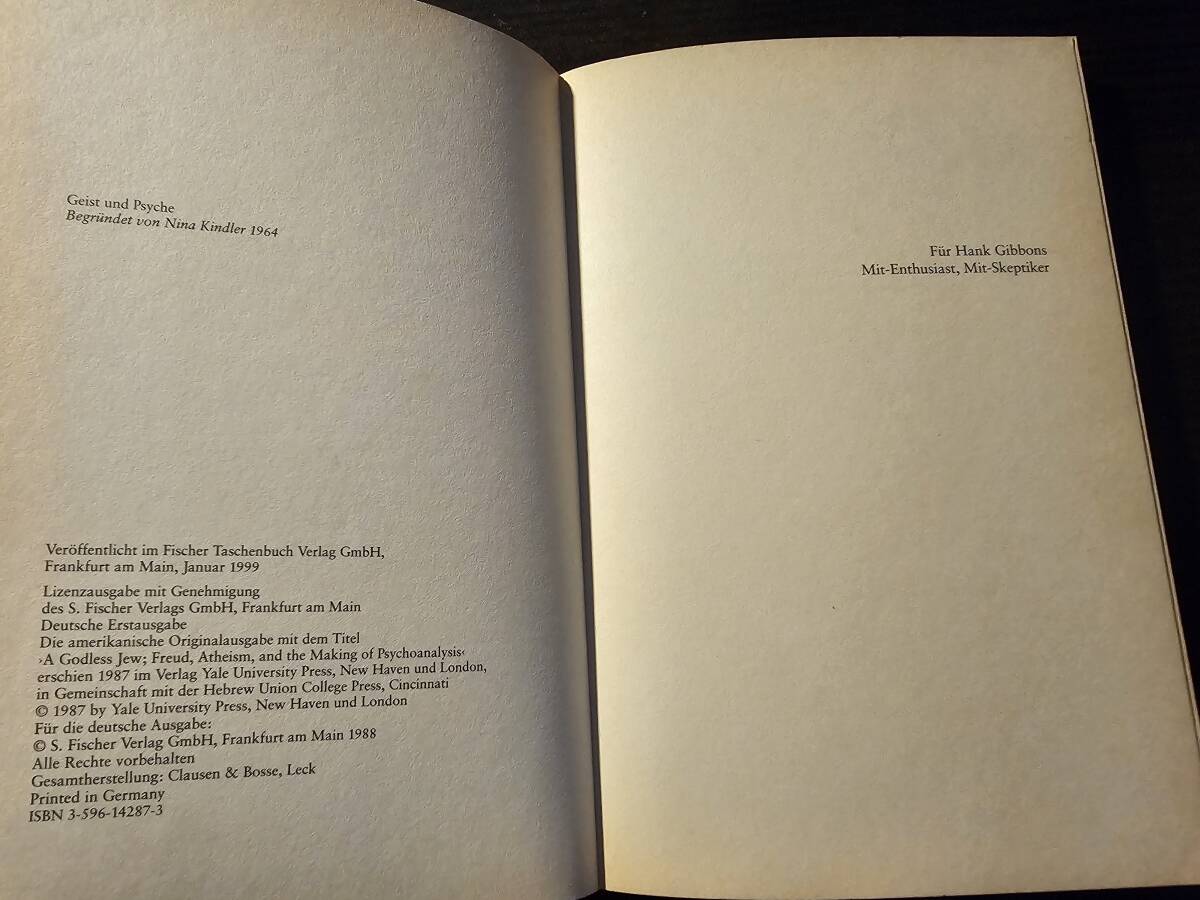 Geist und Psyche
Begründet von Nina Kindler 1964
Veröffentlicht im Fischer Taschenbuch Verlag GmbH,
Frankfurt am Main, Januar 1999
Lizenzausgabe mit Genehmigung
des S. Fischer Verlags GmbH, Frankfurt am Main
Deutsche Erstausgabe
Die amerikanische Originalausgabe mit dem Titel
›A Godless Jew; Freud, Atheism, and the Making of Psychoanalysis‹
erschien 1987 im Verlag Yale University Press, New Haven und London,
in Gemeinschaft mit der Hebrew Union College Press, Cincinnati
© 1987 by Yale University Press, New Haven und London
Für die deutsche Ausgabe:
© S. Fischer Verlag GmbH, Frankfurt am Main 1988
Alle Rechte vorbehalten
Gesamtherstellung: Clausen & Bosse, Leck
Printed in Germany
ISBN 3-596-14287-3
Für Hank Gibbons
Mit-Enthusiast, Mit-Skeptiker